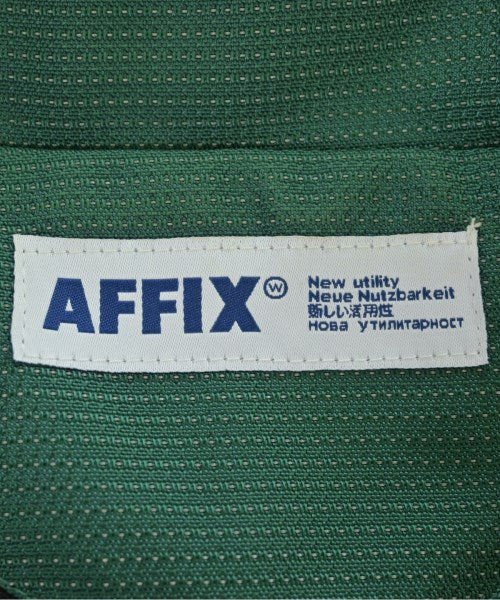 AFFIX Ⓦ
New utility
Neue Nutzbarkeit
新しい活用性
Нова утилитарност